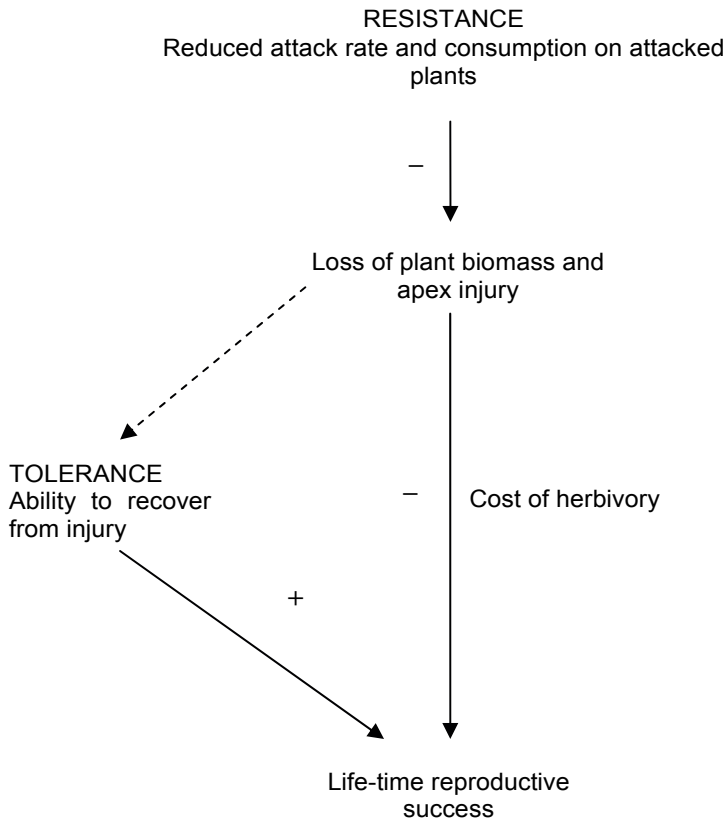 RESISTANCE
Reduced attack rate and consumption on attacked
plants
–
Loss of plant biomass and
apex injury
TOLERANCE
Ability to recover
from injury
–
Cost of herbivory
+
Life-time reproductive
success